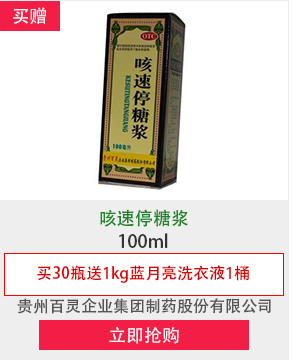 买赠
OTC
咳速停糖浆
KESUTINGTANGJIANG
100毫升
咳速停糖浆
100ml
买30瓶送1kg蓝月亮洗衣液1桶
贵州百灵企业集团制药股份有限公司
立即抢购